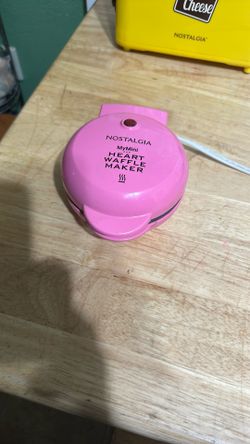 Cheese
NOSTALGIA
NOSTALGIA
MyMini
HEART
WAFFLE
MAKER